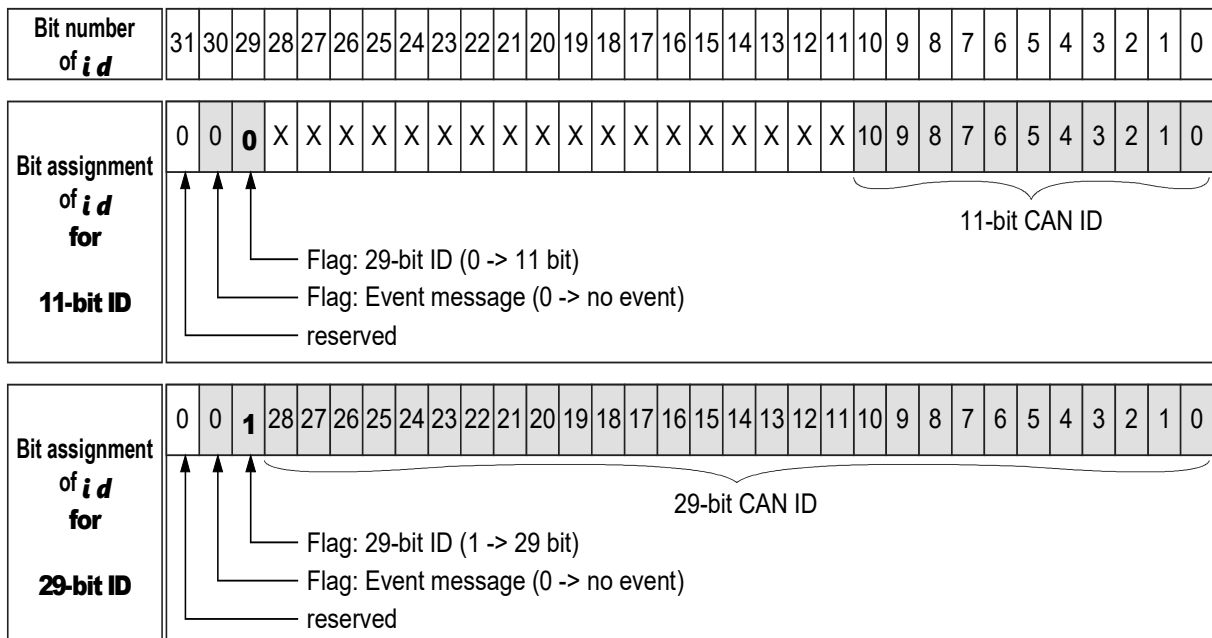 Bit number
of id
31 30 29 28 27 26 25 24 23 22 21 20 19 18 17 16 15 14 13 12 11 10 9 8 7 6 5 4 3 2 1 0
Bit assignment
of id
for
11-bit ID
0 0 0 X X X X X X X X X X X X X X X X X X 10 9 8 7 6 5 4 3 2 1 0
11-bit CAN ID
Flag: 29-bit ID (0 -> 11 bit)
Flag: Event message (0 -> no event)
reserved
Bit assignment
of id
for
29-bit ID
0 0 1 28 27 26 25 24 23 22 21 20 19 18 17 16 15 14 13 12 11 10 9 8 7 6 5 4 3 2 1 0
29-bit CAN ID
Flag: 29-bit ID (1 -> 29 bit)
Flag: Event message (0 -> no event)
reserved